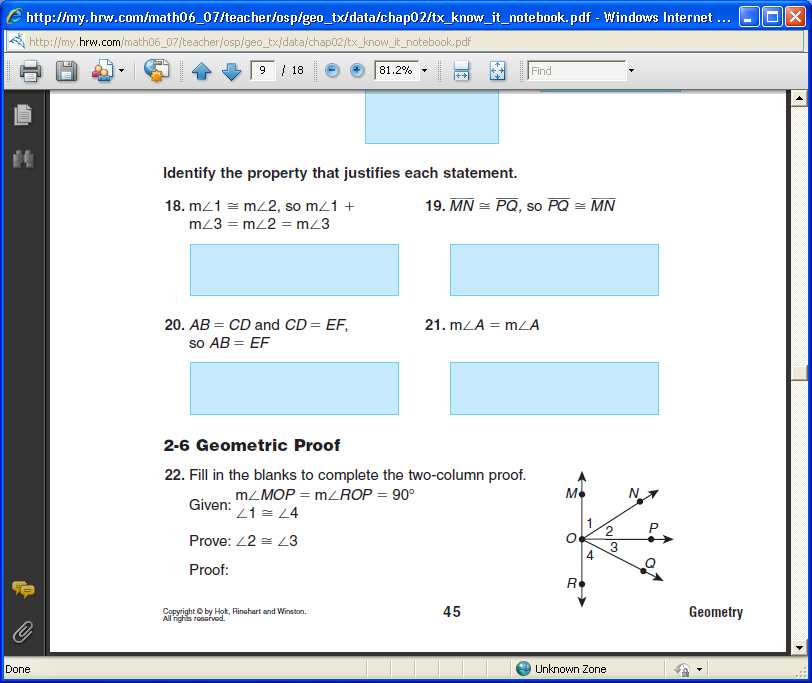 http://my.hrw.com/math06_07/teacher/osp/geo_tx/data/chap02/tx_know_it_notebook.pdf - Windows Internet ...
http://my.hrw.com/math06_07/teacher/osp/geo_tx/data/chap02/tx_know_it_notebook.pdf
9 / 18 81.2% Find
Identify the property that justifies each statement.
18. m∠1 ≅ m∠2, so m∠1 +
m∠3 = m∠2 = m∠3
19. M̅N̅ ≅ P̅Q̅, so P̅Q̅ ≅ M̅N̅
20. AB = CD and CD = EF,
so AB = EF
21. m∠A = m∠A
2-6 Geometric Proof
22. Fill in the blanks to complete the two-column proof.
Given: m∠MOP = m∠ROP = 90°
∠1 ≅ ∠4
Prove: ∠2 ≅ ∠3
Proof:
M
N
1
2
P
O
3
4
Q
R
Copyright © by Holt, Rinehart and Winston.
All rights reserved.
45
Geometry
Done
Unknown Zone